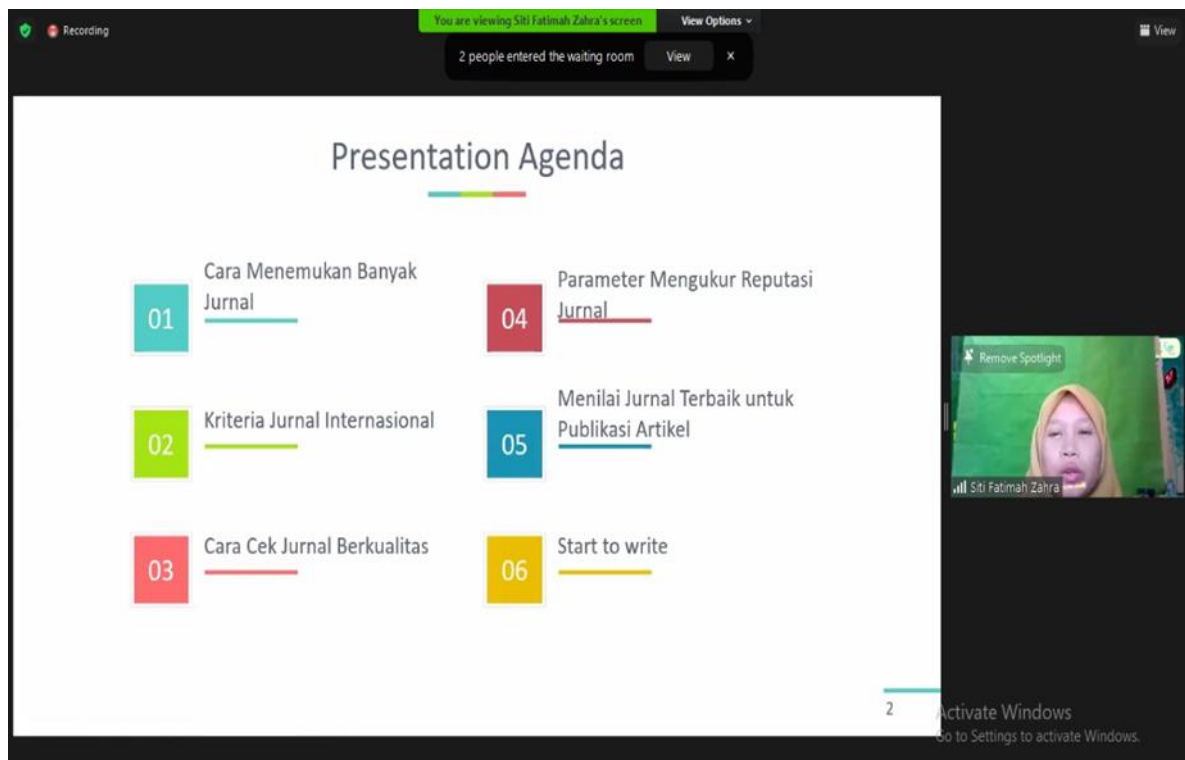 Recording
You are viewing Siti Fatimah Zahra's screen
View Options
View
2 people entered the waiting room
View
Presentation Agenda
01
Cara Menemukan Banyak
Jurnal
02
Kriteria Jurnal Internasional
03
Cara Cek Jurnal Berkualitas
04
Parameter Mengukur Reputasi
Jurnal
05
Menilai Jurnal Terbaik untuk
Publikasi Artikel
06
Start to write
2
Remove Spotlight
Siti Fatimah Zahra
Activate Windows
Go to Settings to activate Windows.